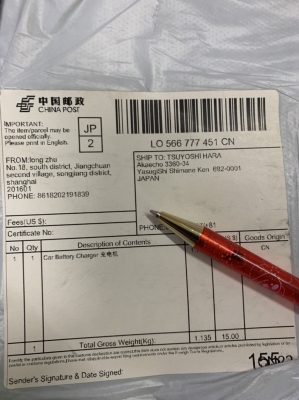 中国邮政
CHINA POST
IMPORTANT:
The item/parcel may be
opened officially.
Please print in English.
JP
2
LO 566 777 451 CN
FROM:long zhu
No.18, south district, Jiangchuan
second village, songjiang district,
shanghai
201601
PHONE: 8618202191839
SHIP TO: TSUYOSHI HARA
Akaecho 3360-34
YasugiShi Shimane Ken 692-0001
JAPAN
PHONE:
Fees(US $):
Certificate No:
No Qty Description of Contents Goods Origin
1 1 Car Battery Charger 充电机 CN
1 Total Gross Weight(Kg): 1.135 15.00
Sender's Signature & Date Signed: